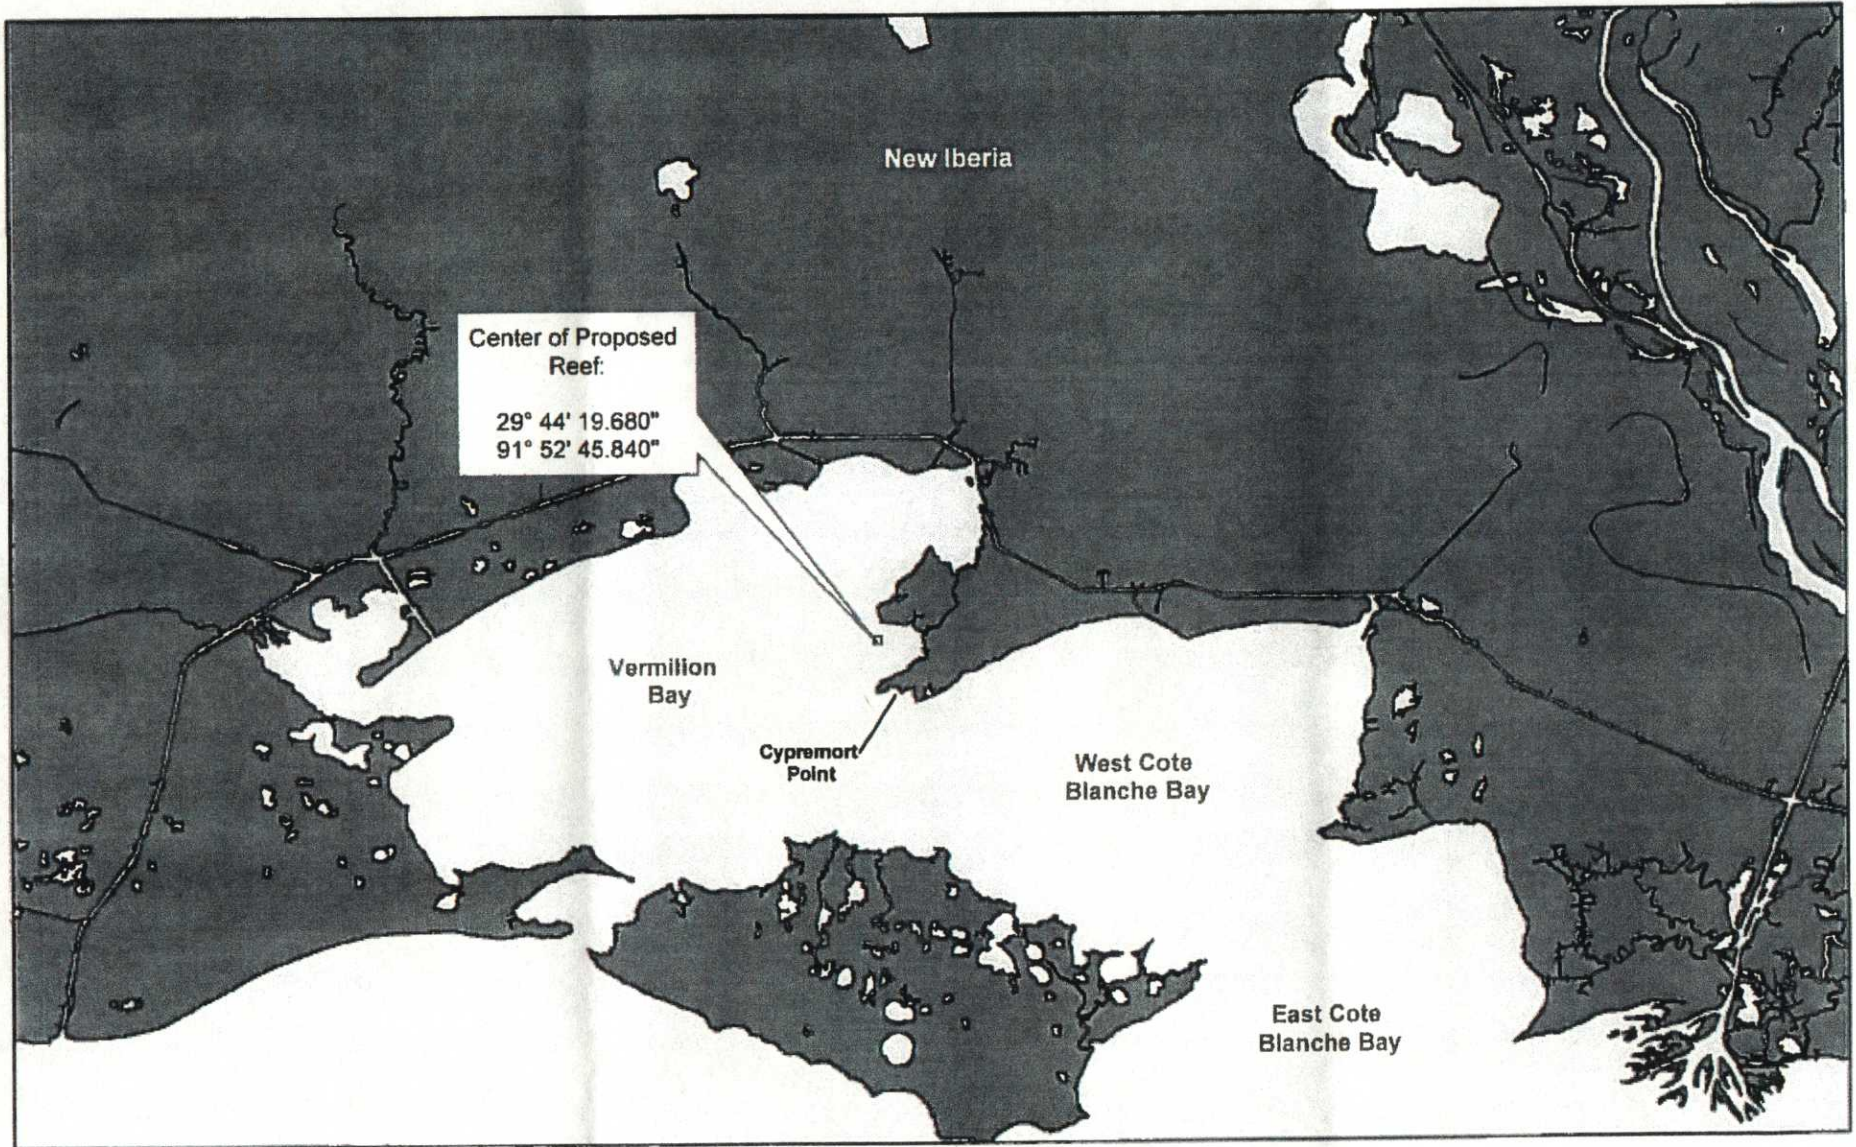 New Iberia
Center of Proposed
Reef:
29° 44' 19.680"
91° 52' 45.840"
Vermilion
Bay
Cypremort
Point
West Cote
Blanche Bay
East Cote
Blanche Bay